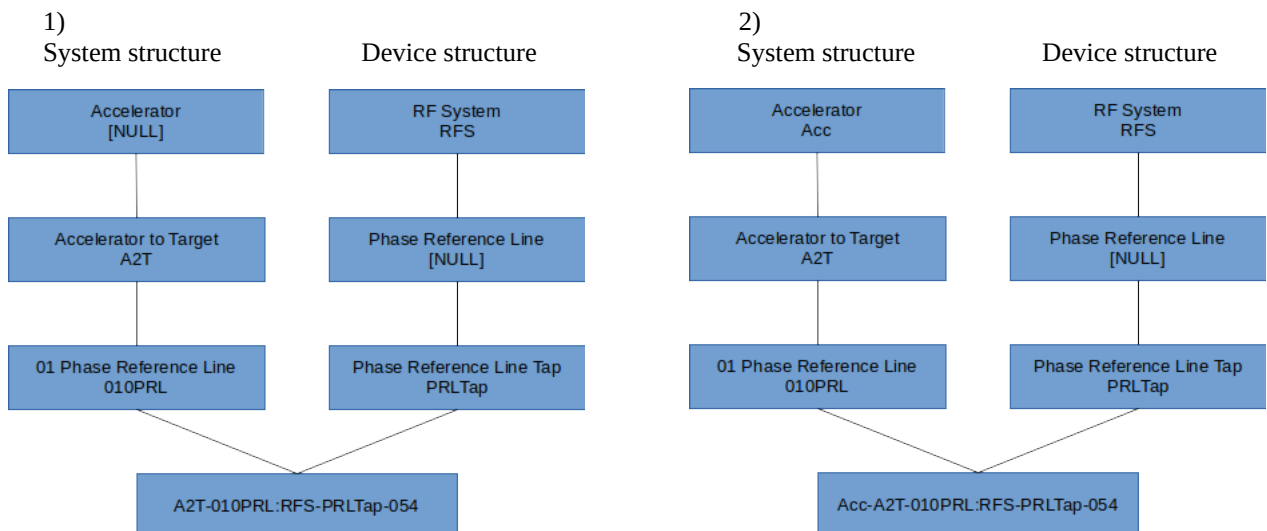 1)
System structure
Device structure
Accelerator
[NULL]
RF System
RFS
Accelerator to Target
A2T
Phase Reference Line
[NULL]
01 Phase Reference Line
010PRL
Phase Reference Line Tap
PRLTap
A2T-010PRL:RFS-PRLTap-054
2)
System structure
Device structure
Accelerator
Acc
RF System
RFS
Accelerator to Target
A2T
Phase Reference Line
[NULL]
01 Phase Reference Line
010PRL
Phase Reference Line Tap
PRLTap
Acc-A2T-010PRL:RFS-PRLTap-054